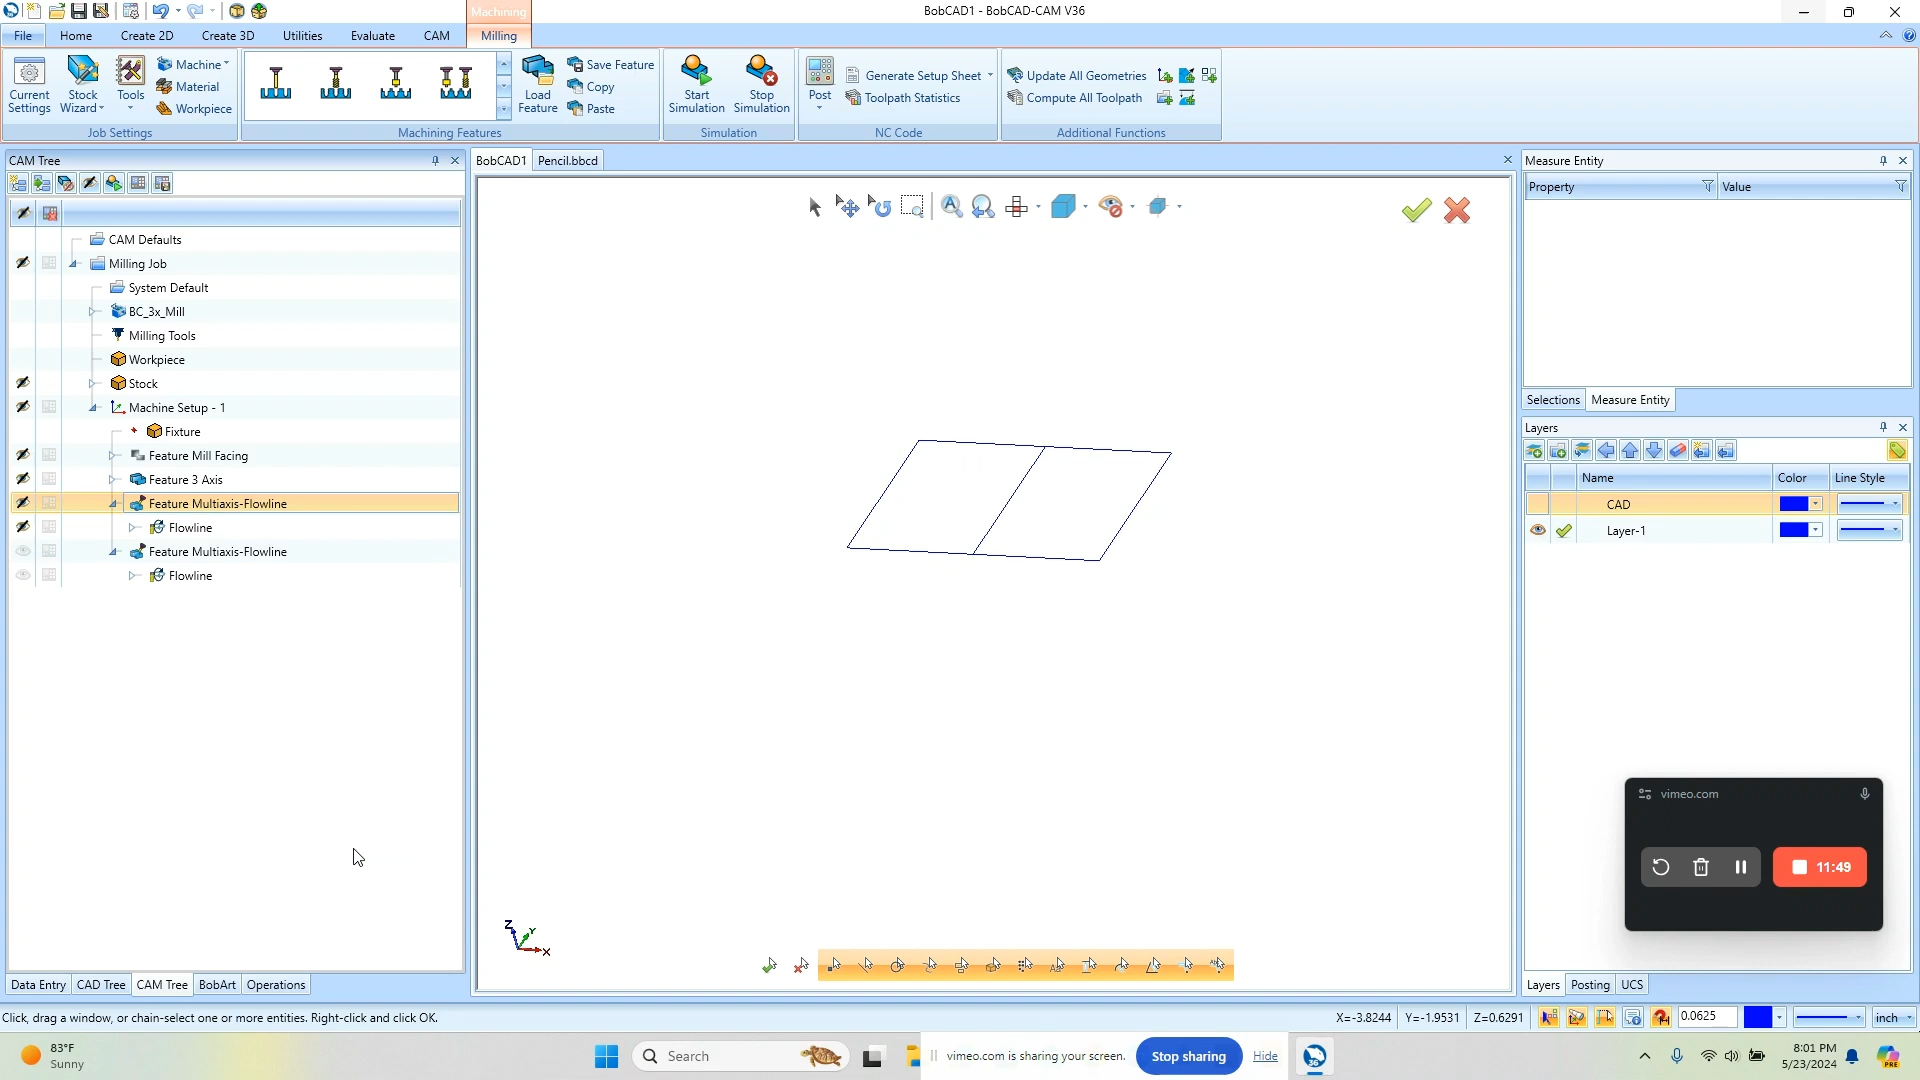 Machining
BobCAD1 - BobCAD-CAM V36
File
Home
Create 2D
Create 3D
Utilities
Evaluate
CAM
Milling
Current Settings
Stock Wizard
Tools
Machine
Material
Workpiece
Job Settings
Load Feature
Save Feature
Copy
Paste
Machining Features
Start Simulation
Stop Simulation
Simulation
Post
Generate Setup Sheet
Toolpath Statistics
NC Code
Update All Geometries
Compute All Toolpath
Additional Functions
CAM Tree
BobCAD1
Pencil.bbcd
Measure Entity
Property
Value
CAM Defaults
Milling Job
System Default
BC_3x_Mill
Milling Tools
Workpiece
Stock
Machine Setup - 1
Fixture
Feature Mill Facing
Feature 3 Axis
Feature Multiaxis-Flowline
Flowline
Feature Multiaxis-Flowline
Flowline
Selections
Measure Entity
Layers
Name
Color
Line Style
CAD
Layer-1
vimeo.com
11:49
Z
Y
X
Data Entry
CAD Tree
CAM Tree
BobArt
Operations
Layers
Posting
UCS
Click, drag a window, or chain-select one or more entities. Right-click and click OK.
X=-3.8244
Y=-1.9531
Z=0.6291
0.0625
inch
83°F
Sunny
Search
vimeo.com is sharing your screen.
Stop sharing
Hide
8:01 PM
5/23/2024